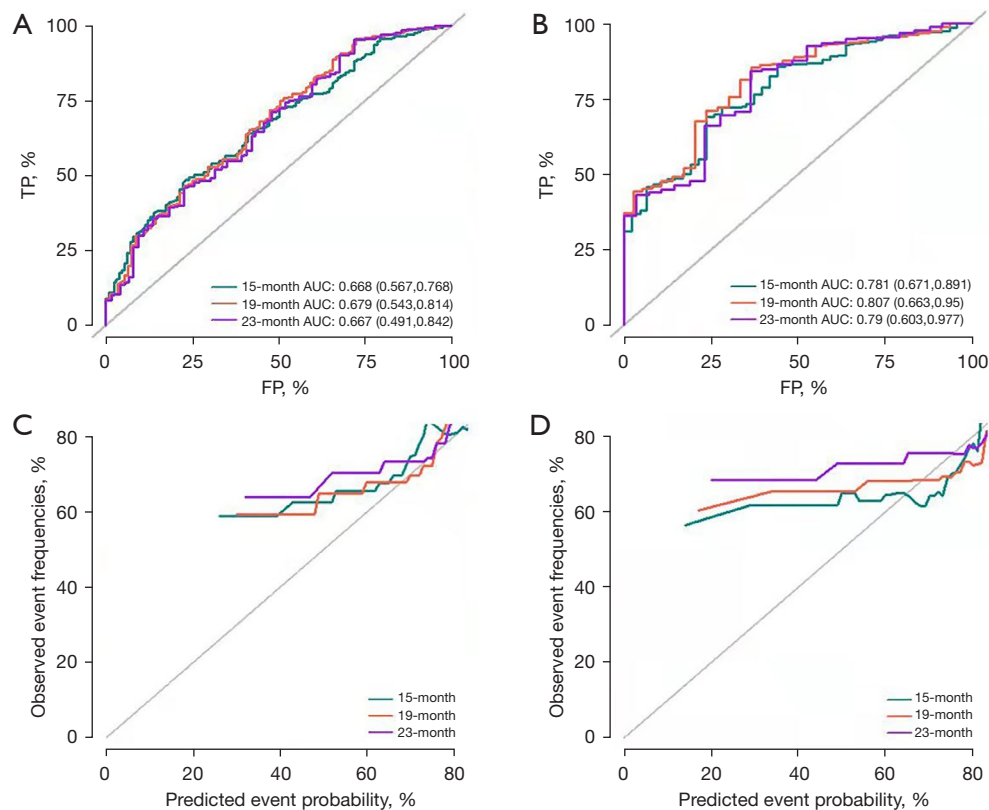 A
100
75
50
25
0
TP, %
15-month AUC: 0.668 (0.567,0.768)
19-month AUC: 0.679 (0.543,0.814)
23-month AUC: 0.667 (0.491,0.842)
0 25 50 75 100
FP, %
B
100
75
50
25
0
TP, %
15-month AUC: 0.781 (0.671,0.891)
19-month AUC: 0.807 (0.663,0.95)
23-month AUC: 0.79 (0.603,0.977)
0 25 50 75 100
FP, %
C
80
60
40
20
0
Observed event frequencies, %
15-month
19-month
23-month
0 20 40 60 80
Predicted event probability, %
D
80
60
40
20
0
Observed event frequencies, %
15-month
19-month
23-month
0 20 40 60 80
Predicted event probability, %